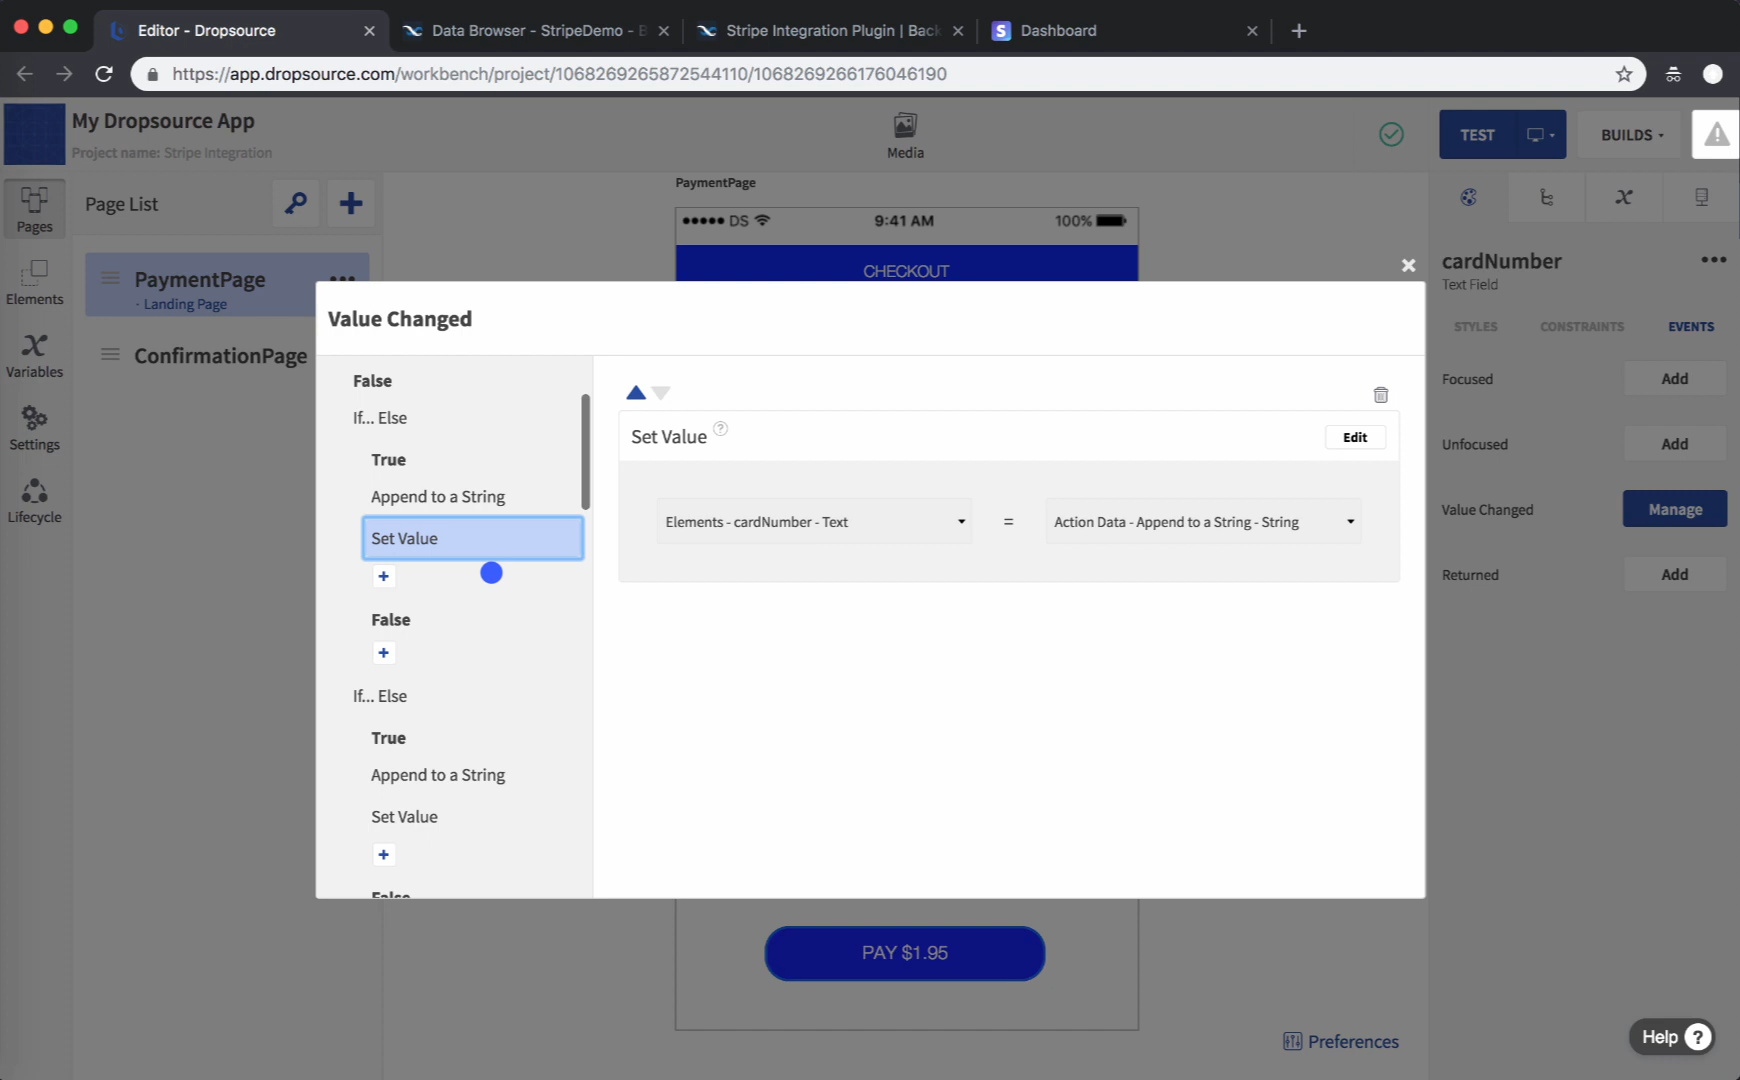 Editor - Dropsource
Data Browser - StripeDemo - B
Stripe Integration Plugin | Back
S Dashboard
https://app.dropsource.com/workbench/project/1068269265872544110/1068269266176046190
My Dropsource App
Project name: Stripe Integration
Media
TEST
BUILDS
Pages
Page List
Elements
Variables
Settings
Lifecycle
PaymentPage
- Landing Page
ConfirmationPage
PaymentPage
DS
9:41 AM
100%
CHECKOUT
Value Changed
False
If... Else
True
Append to a String
Set Value
False
If... Else
True
Append to a String
Set Value
False
Set Value ?
Edit
Elements - cardNumber - Text
=
Action Data - Append to a String - String
PAY $1.95
Preferences
cardNumber
Text Field
STYLES
CONSTRAINTS
EVENTS
Focused
Add
Unfocused
Add
Value Changed
Manage
Returned
Add
Help ?